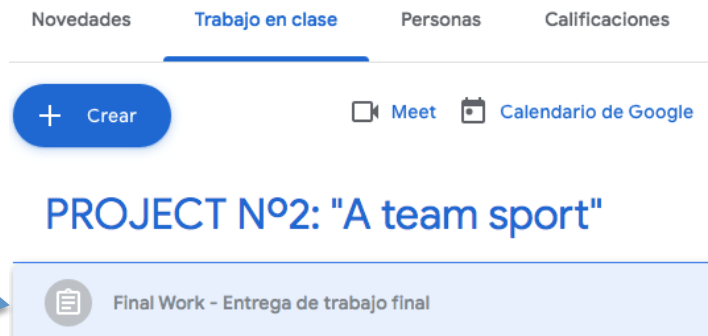 Novedades Trabajo en clase Personas Calificaciones
+ Crear Meet Calendario de Google
PROJECT Nº2: "A team sport"
Final Work - Entrega de trabajo final